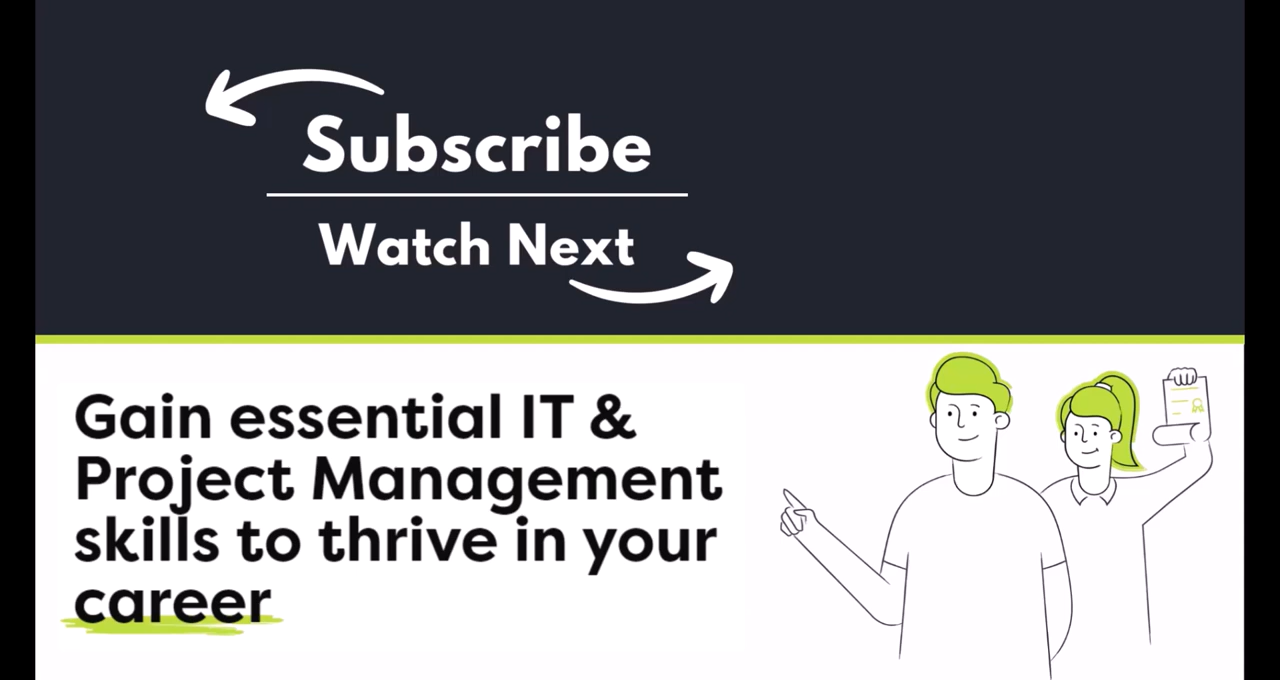 Subscribe
Watch Next
Gain essential IT &
Project Management
skills to thrive in your
career